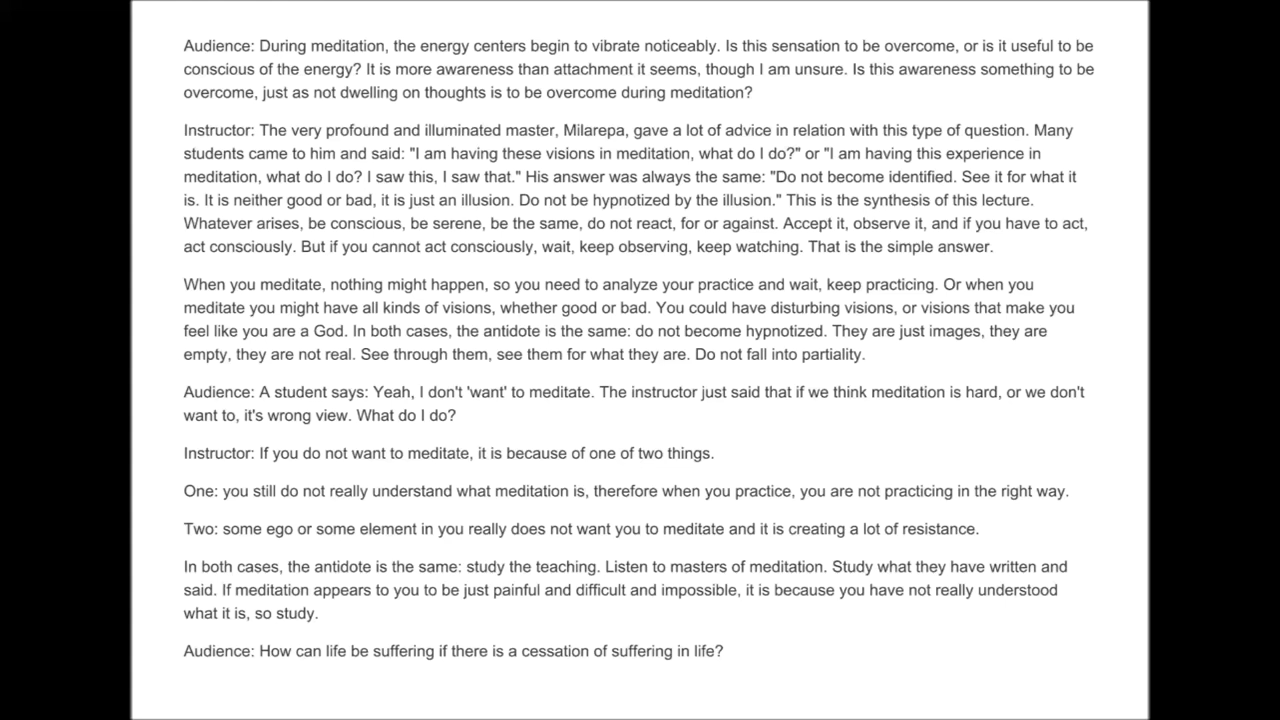 Audience: During meditation, the energy centers begin to vibrate noticeably. Is this sensation to be overcome, or is it useful to be
conscious of the energy? It is more awareness than attachment it seems, though I am unsure. Is this awareness something to be
overcome, just as not dwelling on thoughts is to be overcome during meditation?
Instructor: The very profound and illuminated master, Milarepa, gave a lot of advice in relation with this type of question. Many
students came to him and said: "I am having these visions in meditation, what do I do?" or "I am having this experience in
meditation, what do I do? I saw this, I saw that." His answer was always the same: "Do not become identified. See it for what it
is. It is neither good or bad, it is just an illusion. Do not be hypnotized by the illusion." This is the synthesis of this lecture.
Whatever arises, be conscious, be serene, be the same, do not react, for or against. Accept it, observe it, and if you have to act,
act consciously. But if you cannot act consciously, wait, keep observing, keep watching. That is the simple answer.
When you meditate, nothing might happen, so you need to analyze your practice and wait, keep practicing. Or when you
meditate you might have all kinds of visions, whether good or bad. You could have disturbing visions, or visions that make you
feel like you are a God. In both cases, the antidote is the same: do not become hypnotized. They are just images, they are
empty, they are not real. See through them, see them for what they are. Do not fall into partiality.
Audience: A student says: Yeah, I don't 'want' to meditate. The instructor just said that if we think meditation is hard, or we don't
want to, it's wrong view. What do I do?
Instructor: If you do not want to meditate, it is because of one of two things.
One: you still do not really understand what meditation is, therefore when you practice, you are not practicing in the right way.
Two: some ego or some element in you really does not want you to meditate and it is creating a lot of resistance.
In both cases, the antidote is the same: study the teaching. Listen to masters of meditation. Study what they have written and
said. If meditation appears to you to be just painful and difficult and impossible, it is because you have not really understood
what it is, so study.
Audience: How can life be suffering if there is a cessation of suffering in life?